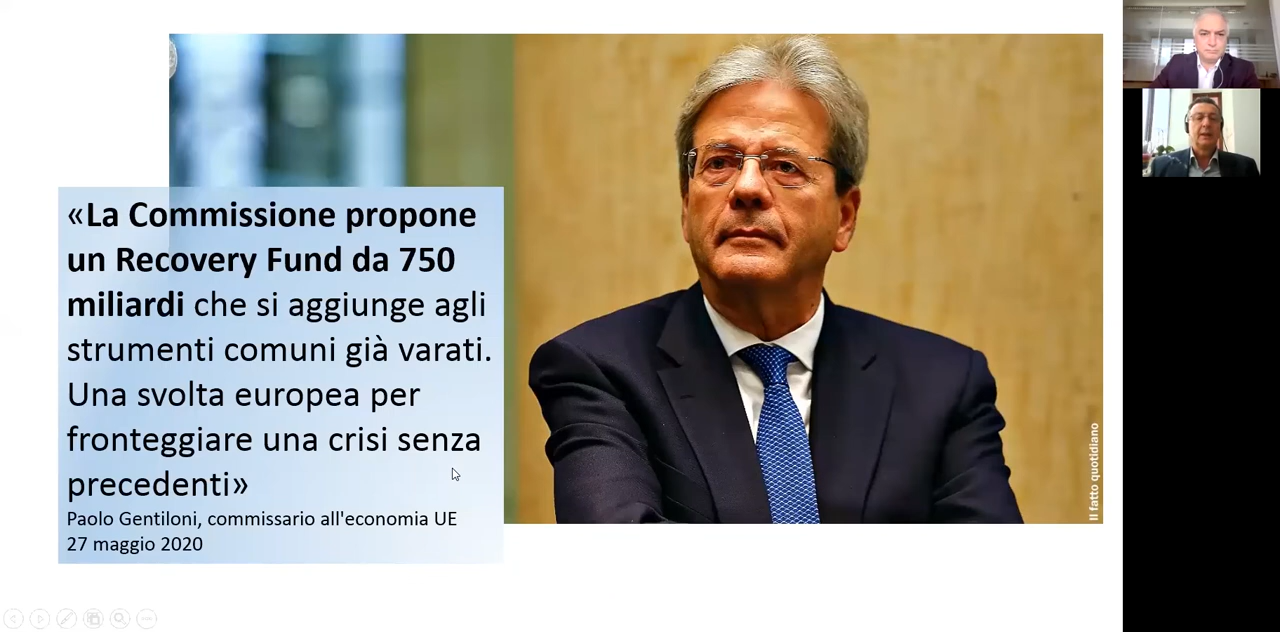 «La Commissione propone
un Recovery Fund da 750
miliardi che si aggiunge agli
strumenti comuni già varati.
Una svolta europea per
fronteggiare una crisi senza
precedenti»
Paolo Gentiloni, commissario all'economia UE
27 maggio 2020
Il fatto quotidiano